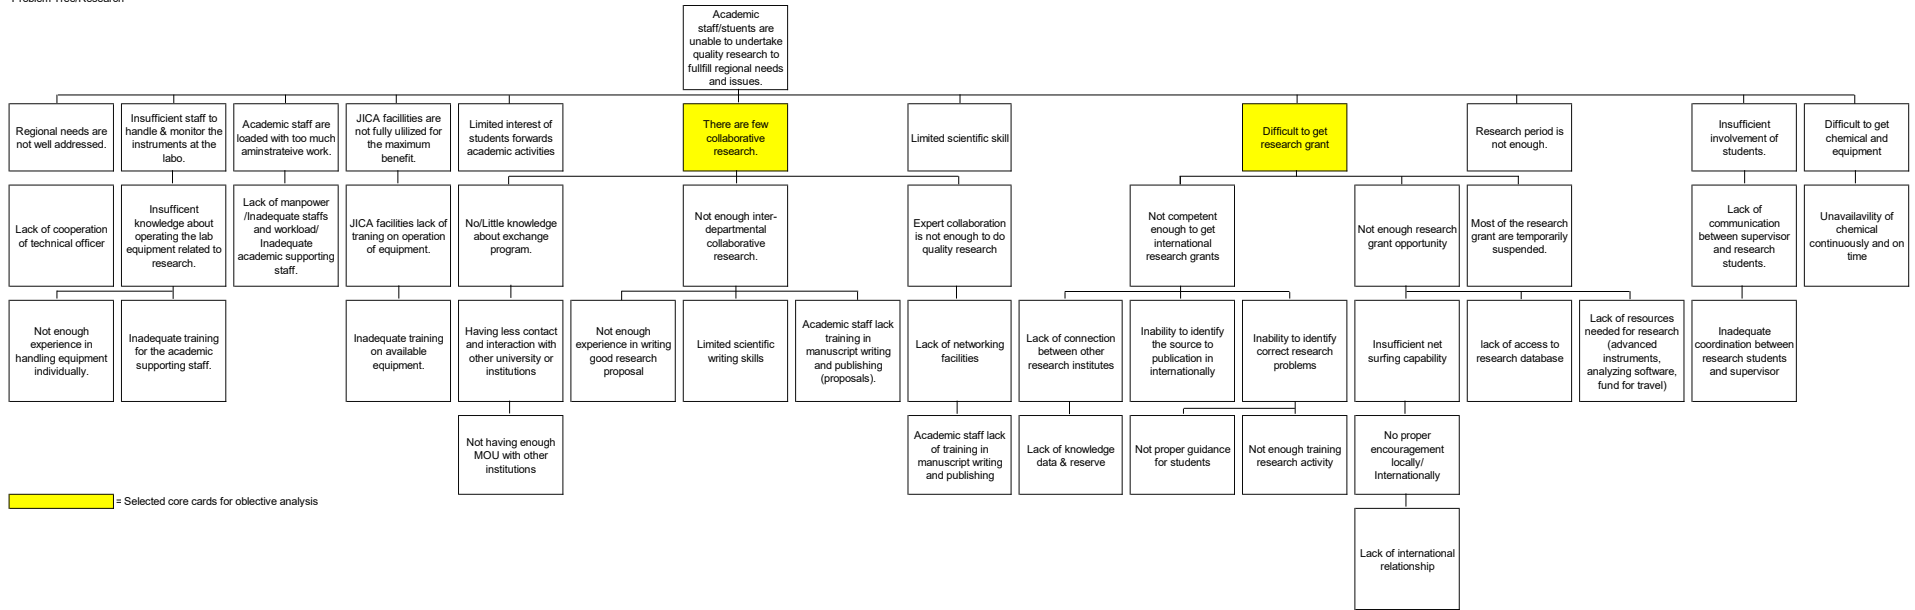 Problem Tree/Research
Academic
staff/stuents are
unable to undertake
quality research to
fullfill regional needs
and issues.
Regional needs are
not well addressed.
Insufficient staff to
handle & monitor the
instruments at the
labo.
Academic staff are
loaded with too much
aminstrateive work.
JICA facillities are
not fully ulilized for
the maximum
benefit.
Limited interest of
students forwards
academic activities
There are few
collaborative
research.
Limited scientific skill
Difficult to get
research grant
Research period is
not enough.
Insufficient
involvement of
students.
Difficult to get
chemical and
equipment
Lack of cooperation
of technical officer
Insufficent
knowledge about
operating the lab
equipment related to
research.
Lack of manpower
/Inadequate staffs
and workload/
Inadequate
academic supporting
staff.
JICA facilities lack of
traning on operation
of equipment.
No/Little knowledge
about exchange
program.
Not enough inter-
departmental
collaborative
research.
Expert collaboration
is not enough to do
quality research
Not competent
enough to get
international
research grants
Not enough research
grant opportunity
Most of the research
grant are temporarily
suspended.
Lack of
communication
between supervisor
and research
students.
Unavailavility of
chemical
continuously and on
time
Not enough
experience in
handling equipment
individually.
Inadequate training
for the academic
supporting staff.
Inadequate training
on available
equipment.
Having less contact
and interaction with
other university or
institutions
Not enough
experience in writing
good research
proposal
Limited scientific
writing skills
Academic staff lack
training in
manuscript writing
and publishing
(proposals).
Lack of networking
facilities
Lack of connection
between other
research institutes
Inability to identify
the source to
publication in
internationally
Inability to identify
correct research
problems
Insufficient net
surfing capability
lack of access to
research database
Lack of resources
needed for research
(advanced
instruments,
analyzing software,
fund for travel)
Inadequate
coordination between
research students
and supervisor
Not having enough
MOU with other
institutions
Academic staff lack
of training in
manuscript writing
and publishing
Lack of knowledge
data & reserve
Not proper guidance
for students
Not enough training
research activity
No proper
encouragement
locally/
Internationally
= Selected core cards for oblective analysis
Lack of international
relationship